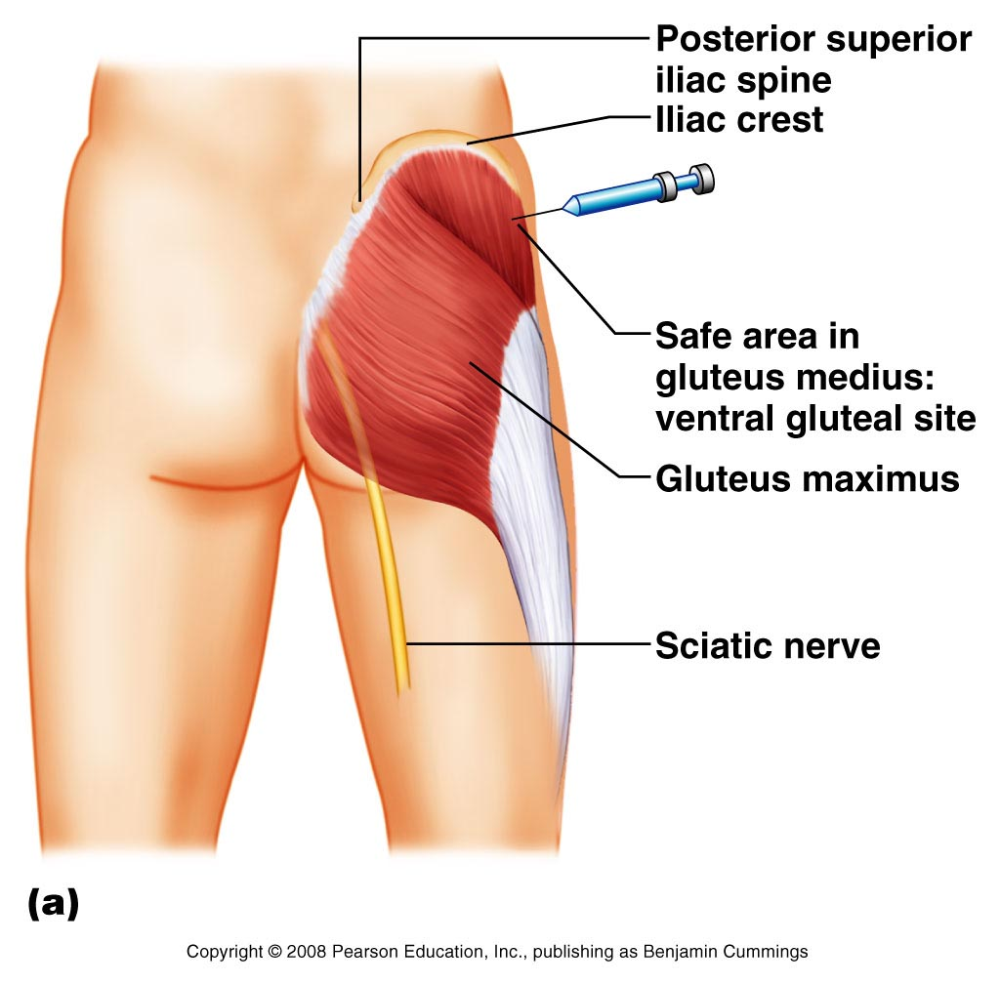 Posterior superior
iliac spine
Iliac crest
Safe area in
gluteus medius:
ventral gluteal site
Gluteus maximus
Sciatic nerve
(a)
Copyright © 2008 Pearson Education, Inc., publishing as Benjamin Cummings